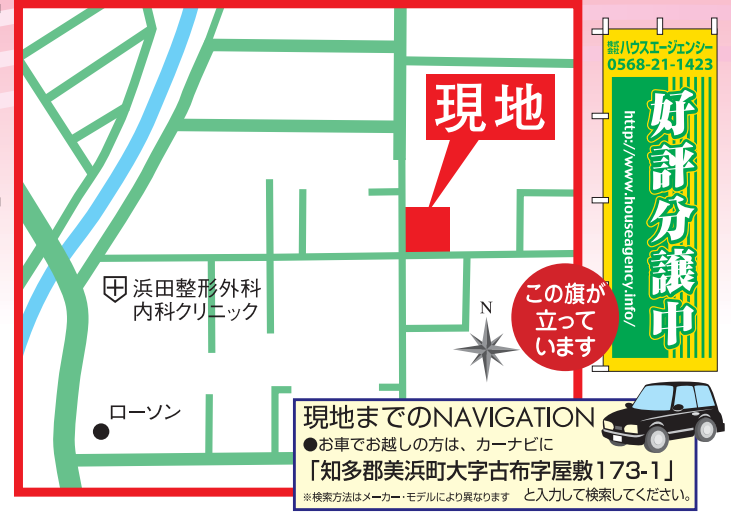 株式会社ハウスエージェンシー
0568-21-1423
好評分譲中
http://www.houseagency.info/
現地
浜田整形外科
内科クリニック
この旗が
立って
います
N
ローソン
現地までのNAVIGATION
●お車でお越しの方は、カーナビに
「知多郡美浜町大字古布字屋敷173-1」
※検索方法はメーカー・モデルにより異なります と入力して検索してください。